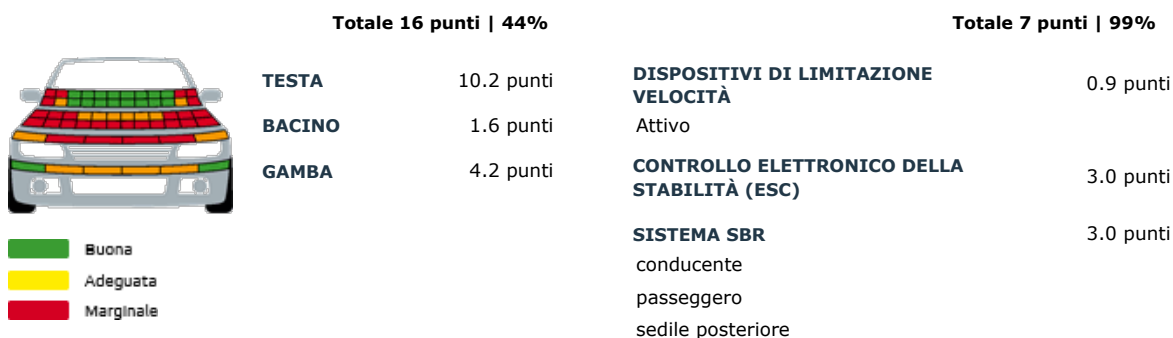 Totale 16 punti | 44%
TESTA 10.2 punti
BACINO 1.6 punti
GAMBA 4.2 punti
Buona
Adeguata
Marginale
Totale 7 punti | 99%
DISPOSITIVI DI LIMITAZIONE
VELOCITÀ 0.9 punti
Attivo
CONTROLLO ELETTRONICO DELLA
STABILITÀ (ESC) 3.0 punti
SISTEMA SBR 3.0 punti
conducente
passeggero
sedile posteriore